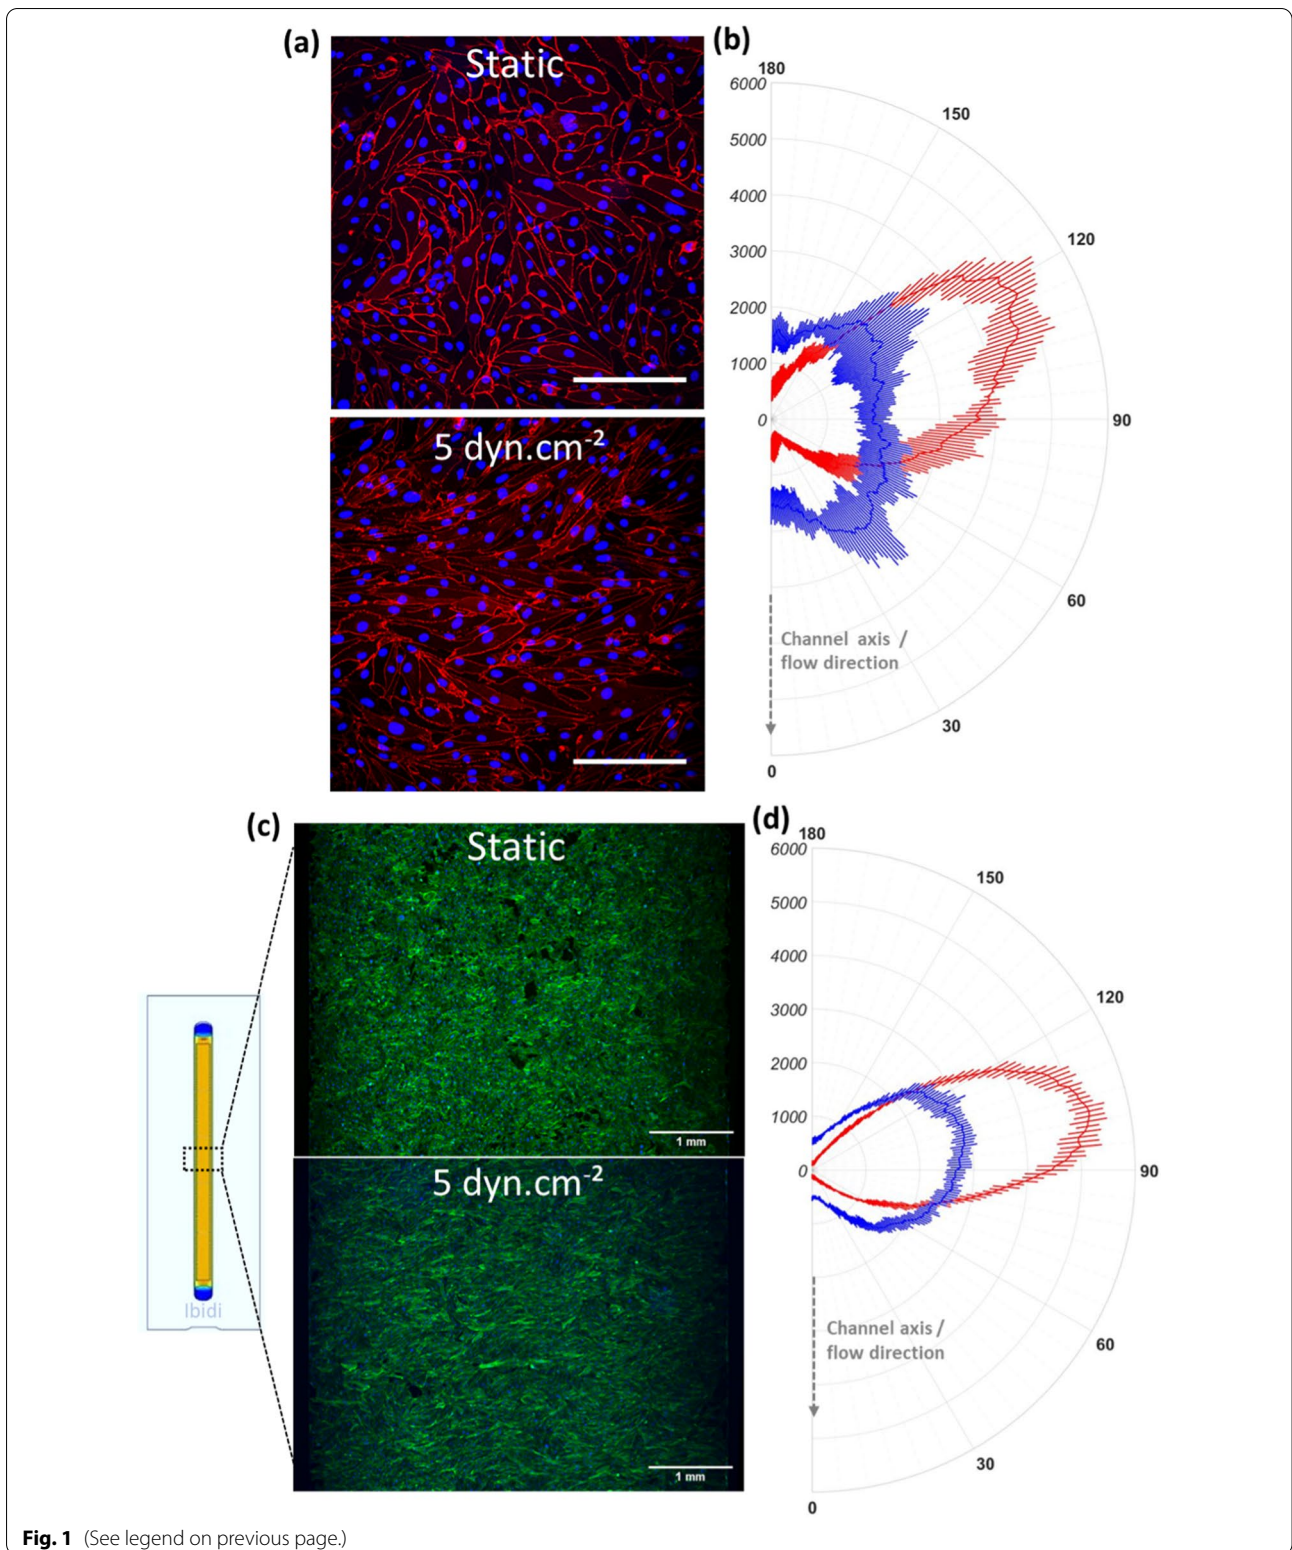 (a)
Static
5 dyn.cm⁻²
(b)
180
6000
5000
4000
3000
2000
1000
0
150
120
90
60
30
0
Channel axis /
flow direction
(c)
Static
1 mm
5 dyn.cm⁻²
1 mm
Ibidi
(d)
180
6000
5000
4000
3000
2000
1000
0
150
120
90
60
30
0
Channel axis /
flow direction
Fig. 1 (See legend on previous page.)